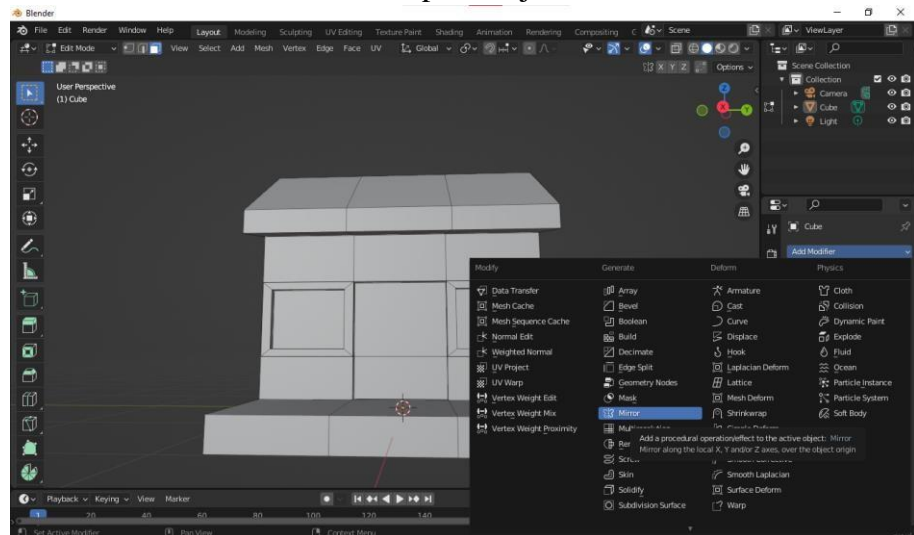 Blender
File Edit Render Window Help Layout Modeling Sculpting UV Editing Texture Paint Shading Animation Rendering Compositing Scene ViewLayer
Edit Mode View Select Add Mesh Vertex Edge Face UV Global
X Y Z Options
User Perspective
(1) Cube
Scene Collection
Collection
Camera
Cube
Light
Z
X
Y
Cube
Add Modifier
Modify Generate Deform Physics
Data Transfer Array Armature Cloth
Mesh Cache Bevel Cast Collision
Mesh Sequence Cache Boolean Curve Dynamic Paint
Normal Edit Build Displace Explode
Weighted Normal Decimate Hook Fluid
UV Project Edge Split Laplacian Deform Ocean
UV Warp Geometry Nodes Lattice Particle Instance
Vertex Weight Edit Mask Mesh Deform Particle System
Vertex Weight Mix Mirror Shrinkwrap Soft Body
Vertex Weight Proximity
Add a procedural operation/effect to the active object: Mirror
Mirror along the local X, Y and/or Z axes, over the object origin
Skin Smooth Laplacian
Solidify Surface Deform
Subdivision Surface Warp
Playback Keying View Marker
1 20 40 60 80 100 120 140
Set Active Modifier Pan View Context Menu